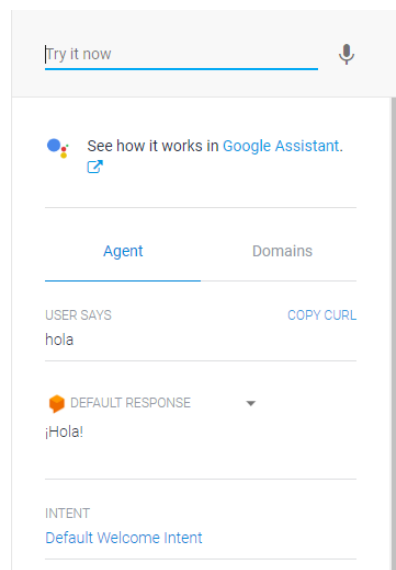 Try it now
See how it works in Google Assistant.
Agent Domains
USER SAYS COPY CURL
hola
DEFAULT RESPONSE
¡Hola!
INTENT
Default Welcome Intent